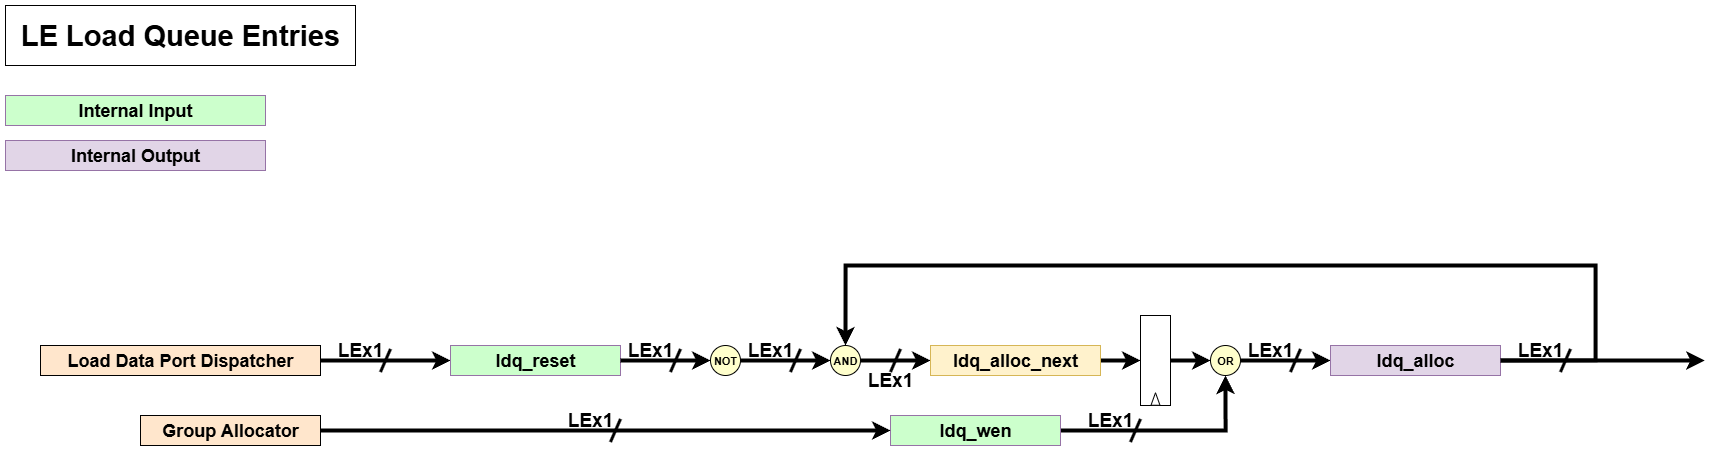 LE Load Queue Entries
Internal Input
Internal Output
Load Data Port Dispatcher
LEx1
ldq_reset
LEx1
NOT
LEx1
AND
LEx1
ldq_alloc_next
OR
LEx1
ldq_alloc
LEx1
Group Allocator
LEx1
ldq_wen
LEx1